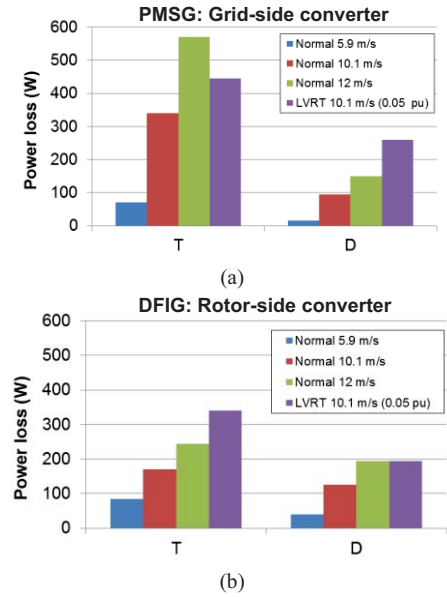 PMSG: Grid-side converter
600
500
400
300
200
100
0
Power loss (W)
Normal 5.9 m/s
Normal 10.1 m/s
Normal 12 m/s
LVRT 10.1 m/s (0.05 pu)
T
D
(a)
DFIG: Rotor-side converter
600
500
400
300
200
100
0
Power loss (W)
Normal 5.9 m/s
Normal 10.1 m/s
Normal 12 m/s
LVRT 10.1 m/s (0.05 pu)
T
D
(b)